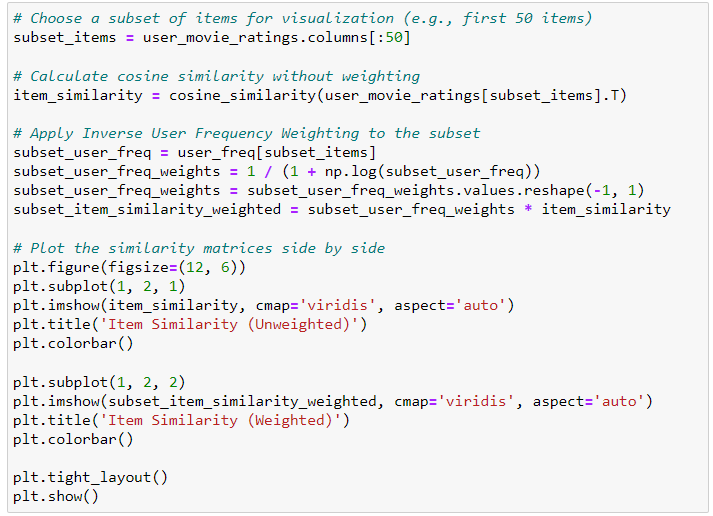 # Choose a subset of items for visualization (e.g., first 50 items)
subset_items = user_movie_ratings.columns[:50]

# Calculate cosine similarity without weighting
item_similarity = cosine_similarity(user_movie_ratings[subset_items].T)

# Apply Inverse User Frequency Weighting to the subset
subset_user_freq = user_freq[subset_items]
subset_user_freq_weights = 1 / (1 + np.log(subset_user_freq))
subset_user_freq_weights = subset_user_freq_weights.values.reshape(-1, 1)
subset_item_similarity_weighted = subset_user_freq_weights * item_similarity

# Plot the similarity matrices side by side
plt.figure(figsize=(12, 6))
plt.subplot(1, 2, 1)
plt.imshow(item_similarity, cmap='viridis', aspect='auto')
plt.title('Item Similarity (Unweighted)')
plt.colorbar()

plt.subplot(1, 2, 2)
plt.imshow(subset_item_similarity_weighted, cmap='viridis', aspect='auto')
plt.title('Item Similarity (Weighted)')
plt.colorbar()

plt.tight_layout()
plt.show()